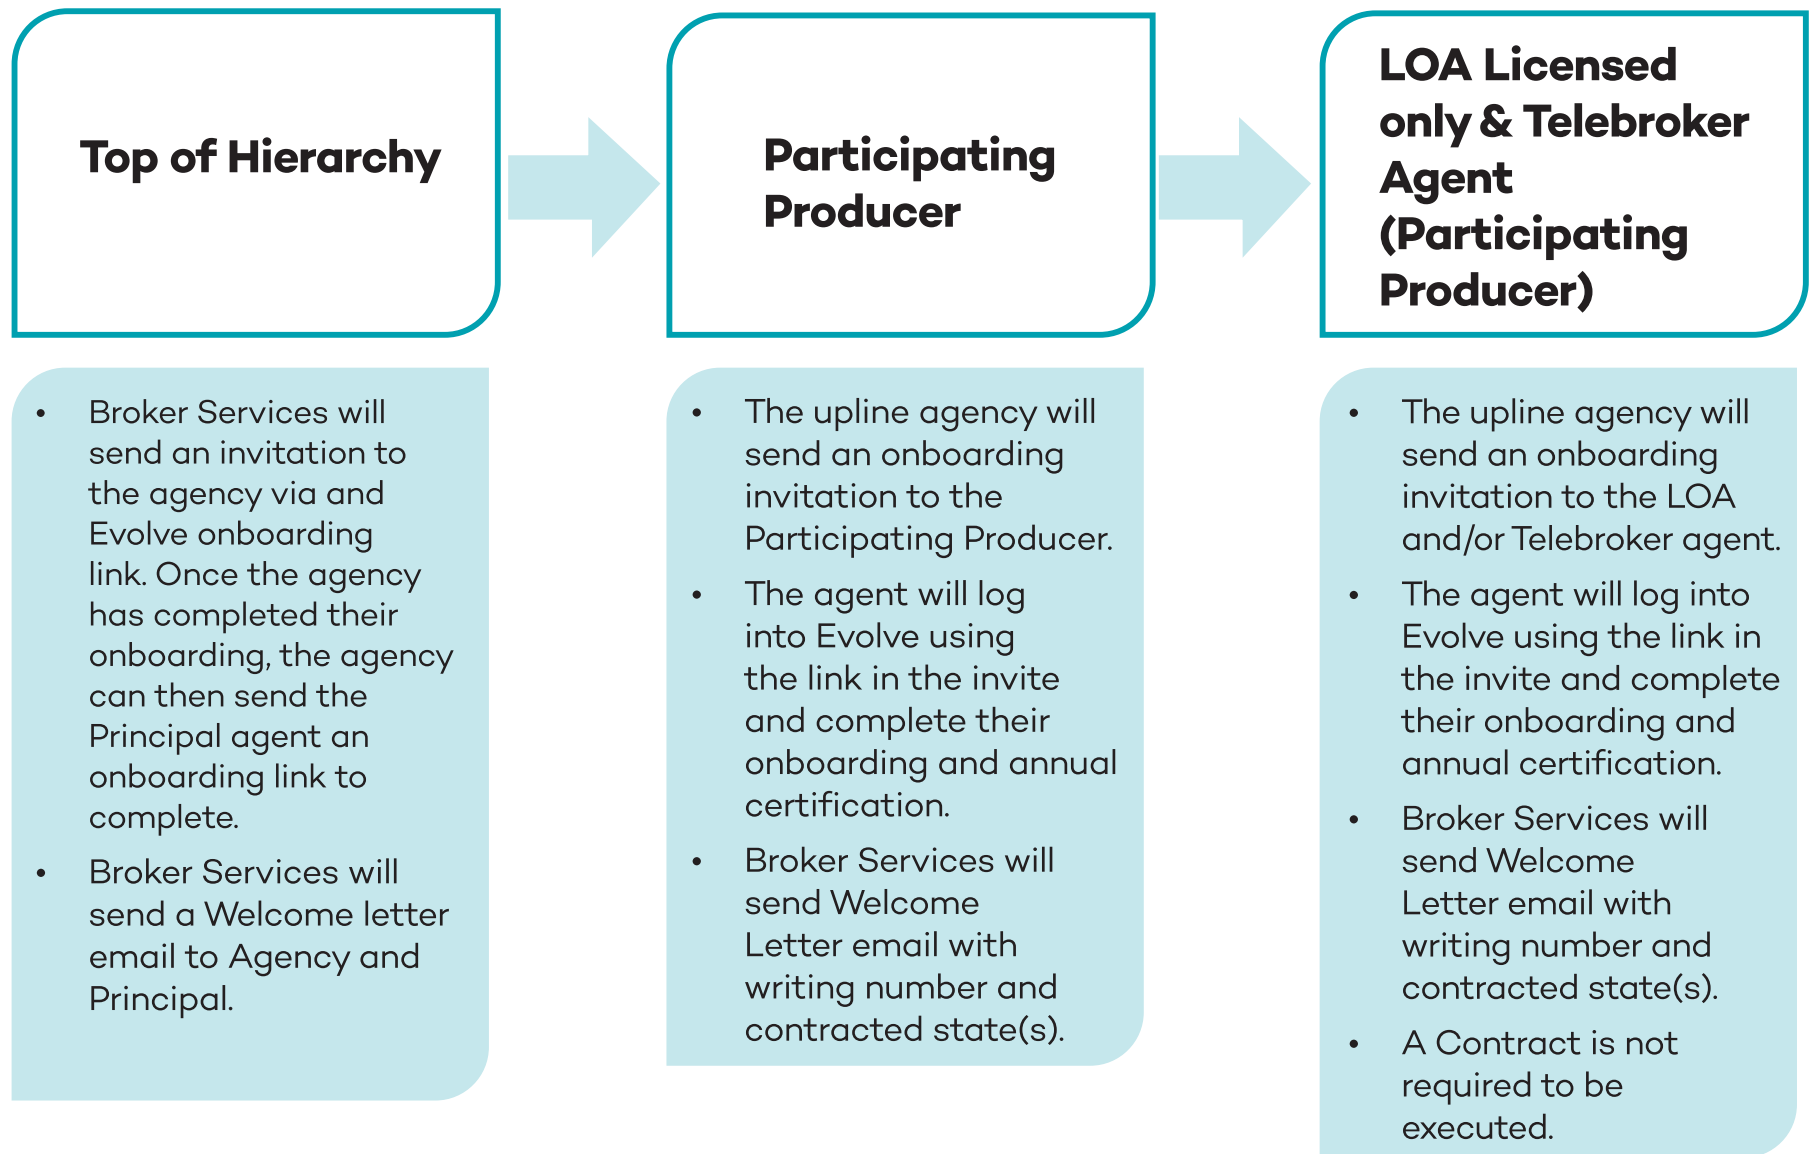 Top of Hierarchy
• Broker Services will
send an invitation to
the agency via and
Evolve onboarding
link. Once the agency
has completed their
onboarding, the agency
can then send the
Principal agent an
onboarding link to
complete.
• Broker Services will
send a Welcome letter
email to Agency and
Principal.
Participating
Producer
• The upline agency will
send an onboarding
invitation to the
Participating Producer.
• The agent will log
into Evolve using
the link in the invite
and complete their
onboarding and annual
certification.
• Broker Services will
send Welcome
Letter email with
writing number and
contracted state(s).
LOA Licensed
only & Telebroker
Agent
(Participating
Producer)
• The upline agency will
send an onboarding
invitation to the LOA
and/or Telebroker agent.
• The agent will log into
Evolve using the link in
the invite and complete
their onboarding and
annual certification.
• Broker Services will
send Welcome
Letter email with
writing number and
contracted state(s).
• A Contract is not
required to be
executed.